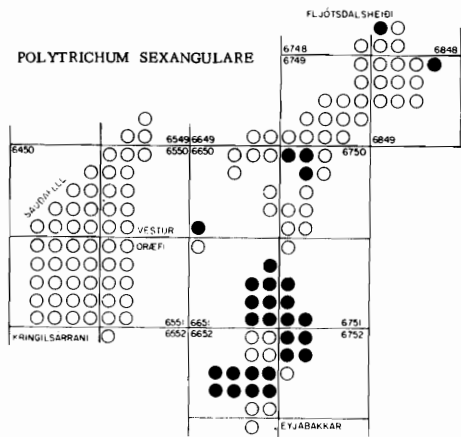 FLJÓTSDALSHEIÐI
POLYTRICHUM SEXANGULARE
6748 6848
6749
6549 6649
6450 6550 6650 6750 6849
SAUÐAFELL
VESTUR
ÖRÆFI
6551 6651 6751
KRINGILSÁRRANI 6552 6652 6752
EYJABAKKAR